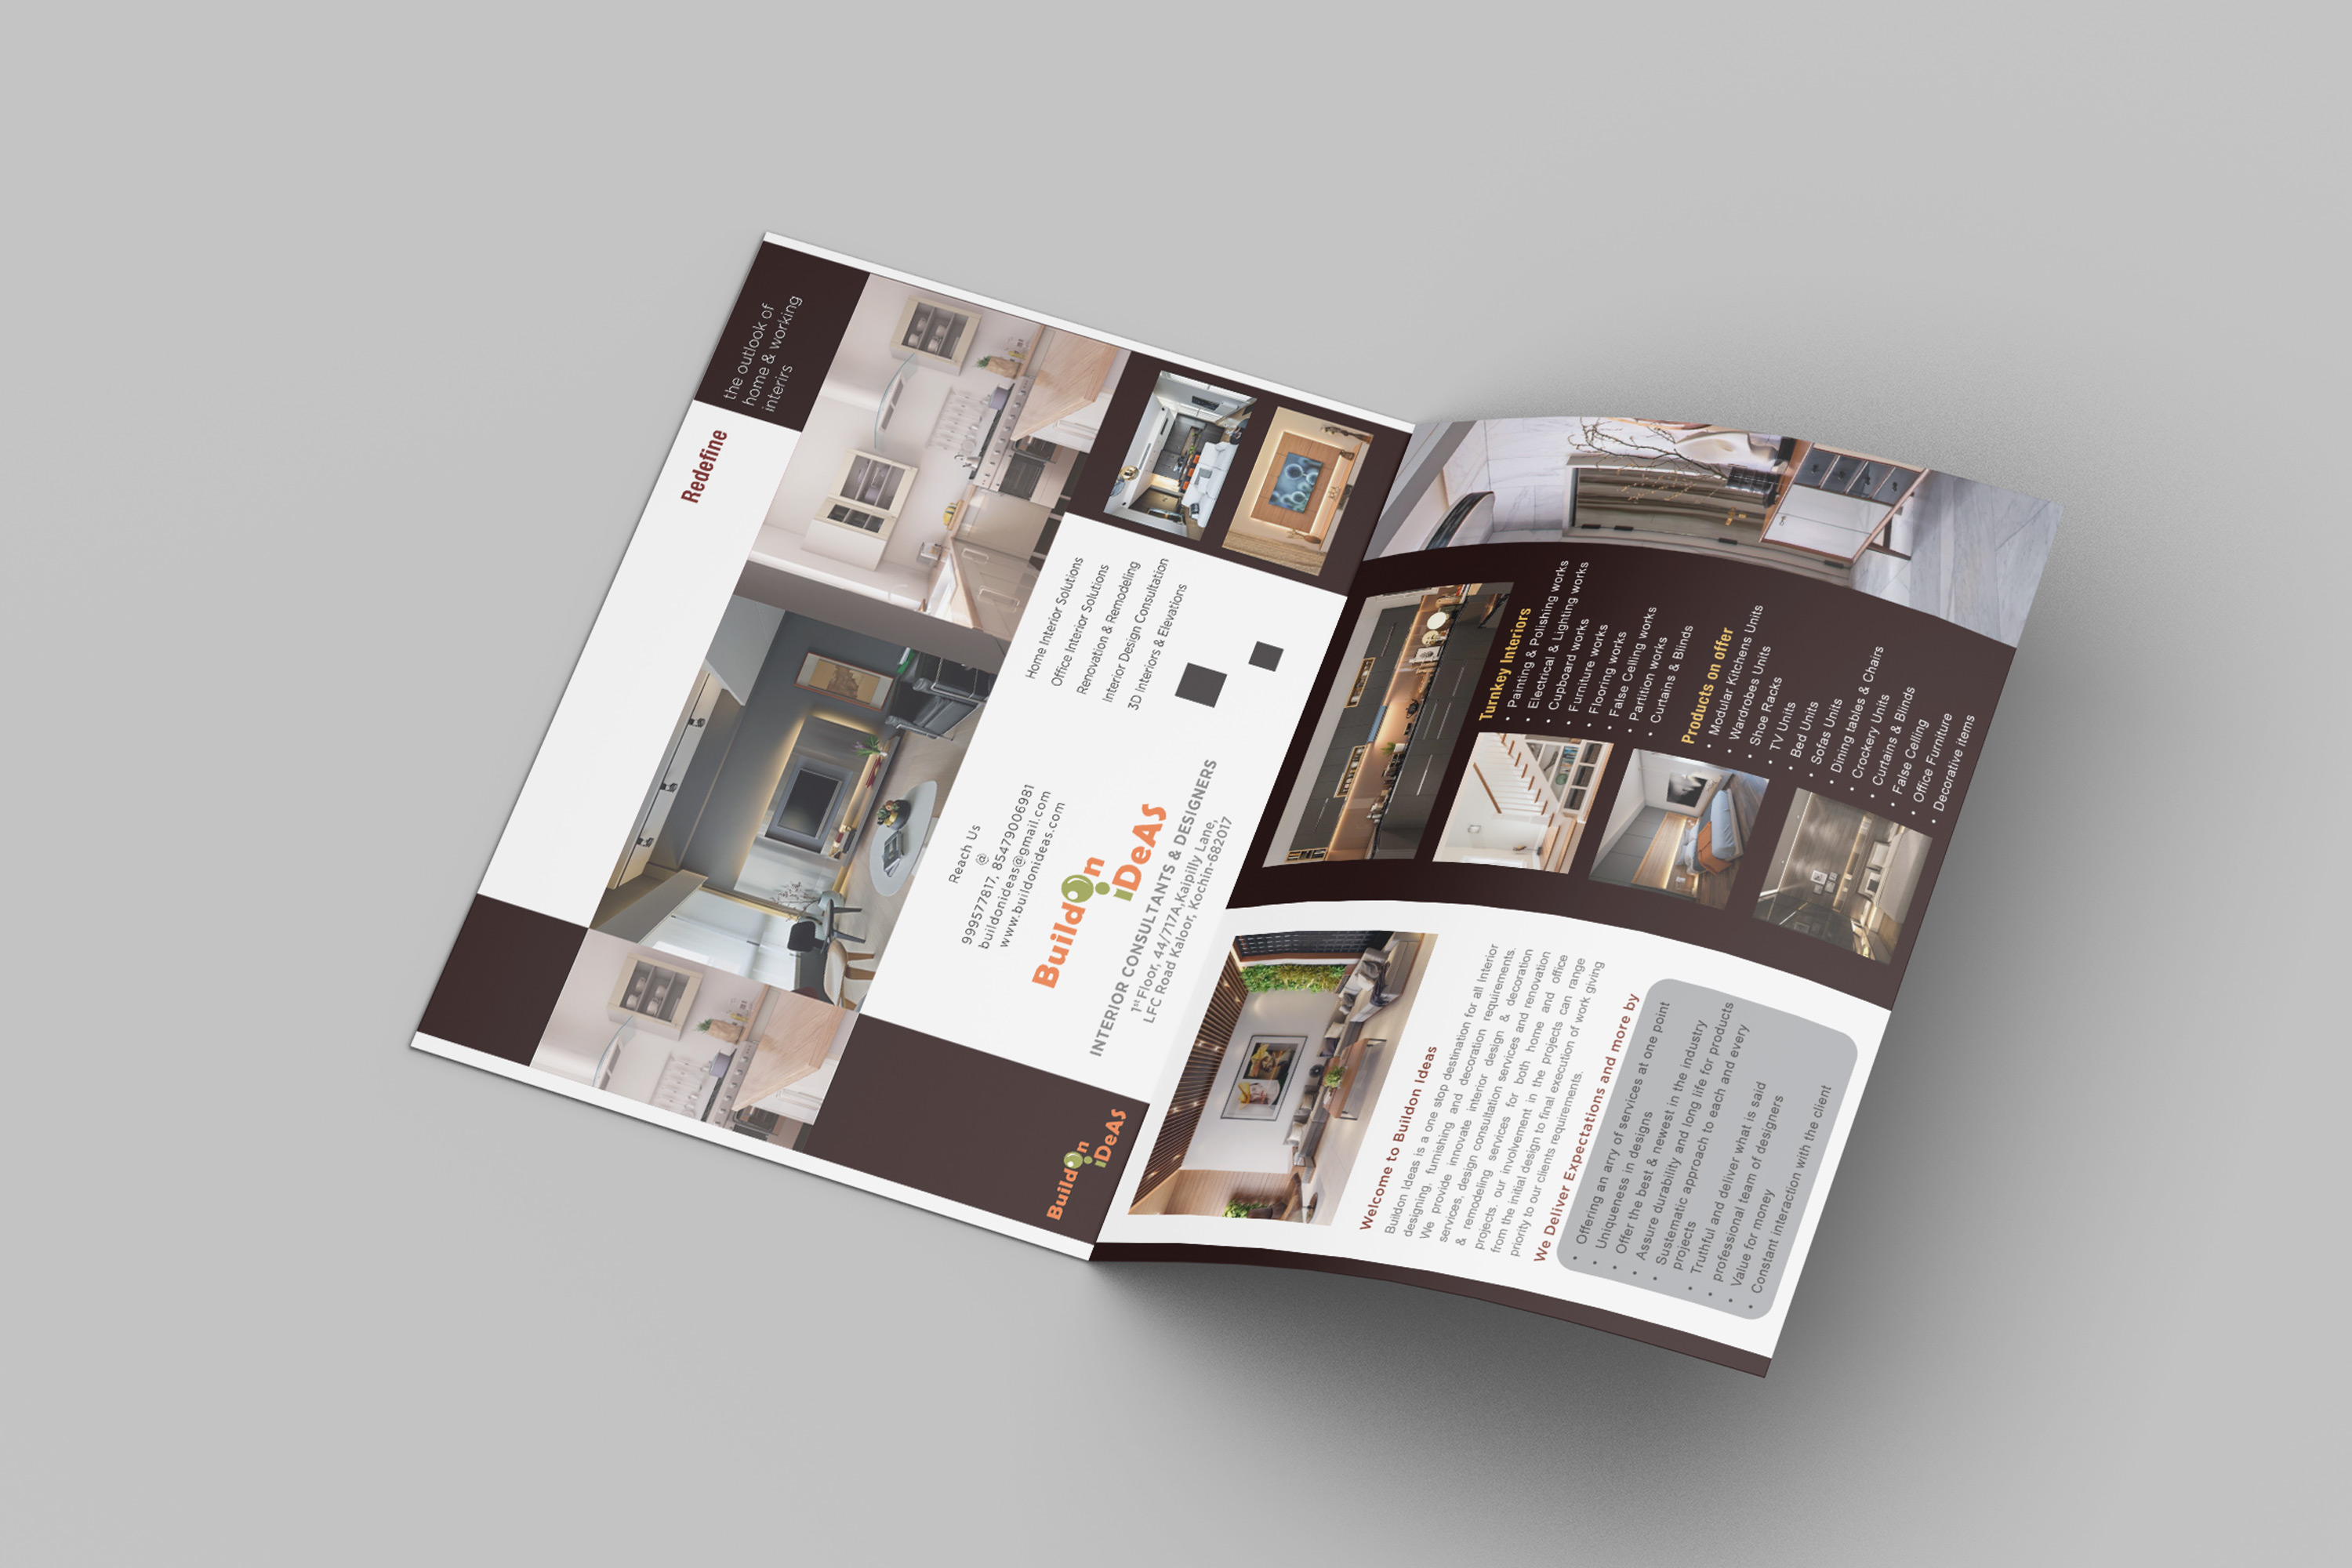 Redefine
the outlook of
home & working
interirs
Home Interior Solutions
Office Interior Solutions
Renovation & Remodeling
Interior Design Consultation
3D Interiors & Elevations
Reach Us
@
999577817, 85479006981
buildonideas@gmail.com
www.buildonideas.com
BuildOn
iDeAS
INTERIOR CONSULTANTS & DESIGNERS
1st Floor, 44/717A,Kaipilly Lane,
LFC Road Kaloor, Kochin-682017
BuildOn
iDeAS
Welcome to Buildon Ideas
Buildon Ideas is a one stop destination for all Interior
designing, furnishing and decoration requirements.
We provide innovate interior design & decoration
services, design consultation services and renovation
& remodeling services for both home and office
projects. our involvement in the projects can range
from the initial design to final execution of work giving
priority to our clients requirements.
We Deliver Expectations and more by
• Offering an arry of services at one point
• Uniqueness in designs
• Offer the best & newest in the industry
• Assure durability and long life for products
• Sustematic approach to each and every
projects
• Truthful and deliver what is said
• professional team of designers
• Value for money
• Constant interaction with the client
Turnkey Interiors
• Painting & Polishing works
• Electrical & Lighting works
• Cupboard works
• Furniture works
• Flooring works
• False Ceiling works
• Partition works
• Curtains & Blinds
Products on offer
• Modular Kitchens Units
• Wardrobes Units
• Shoe Racks
• TV Units
• Bed Units
• Sofas Units
• Dining tables & Chairs
• Crockery Units
• Curtains & Blinds
• False Ceiling
• Office Furniture
• Decorative items